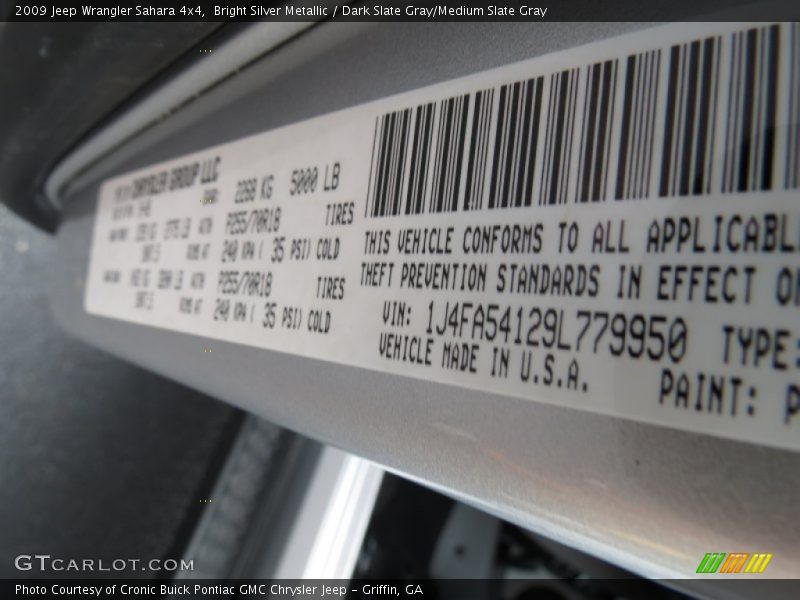 2009 Jeep Wrangler Sahara 4x4,  Bright Silver Metallic / Dark Slate Gray/Medium Slate Gray
CHRYSLER GROUP LLC
2268 KG 5000 LB
P255/70R18 TIRES
240 KPA ( 35 PSI) COLD
P255/70R18 TIRES
240 KPA ( 35 PSI) COLD
THIS VEHICLE CONFORMS TO ALL APPLICABL
THEFT PREVENTION STANDARDS IN EFFECT O
VIN: 1J4FA54129L779950 TYPE:
VEHICLE MADE IN U.S.A. PAINT: P
GTCARLOT.COM
Photo Courtesy of Cronic Buick Pontiac GMC Chrysler Jeep – Griffin, GA